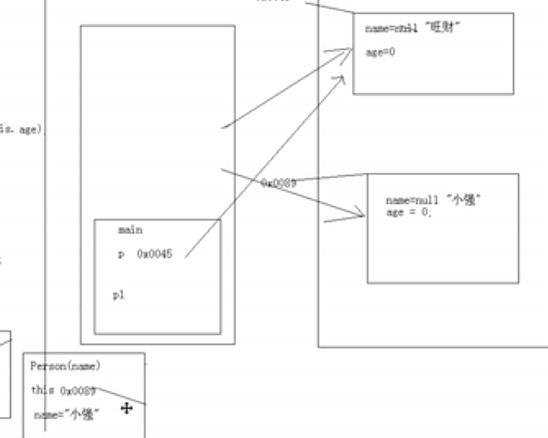 name=null "旺财"
age=0
is.age)
0x0089
name=null "小强"
age = 0;
main
p 0x0045
p1
Person(name)
this 0x0089
name="小强"